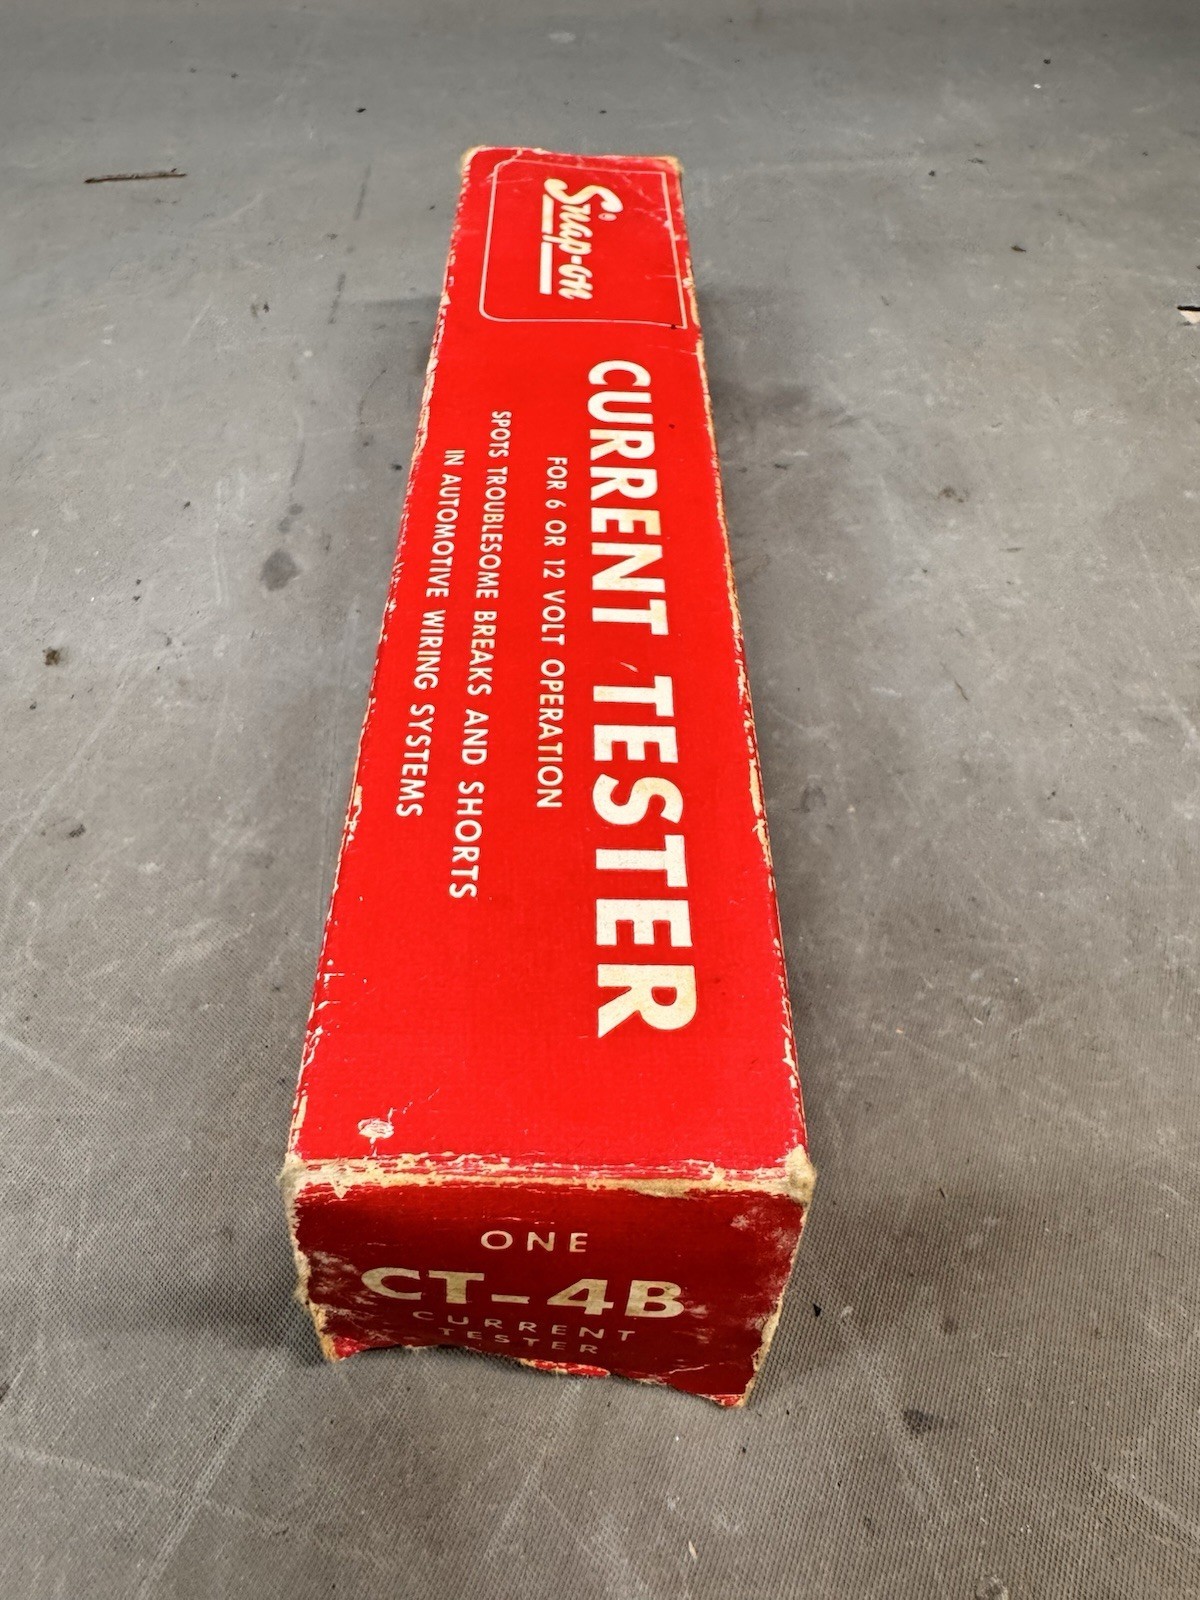 Snap-on®
CURRENT TESTER
FOR 6 OR 12 VOLT OPERATION
SPOTS TROUBLESOME BREAKS AND SHORTS
IN AUTOMOTIVE WIRING SYSTEMS
ONE
CT-4B
CURRENT
TESTER